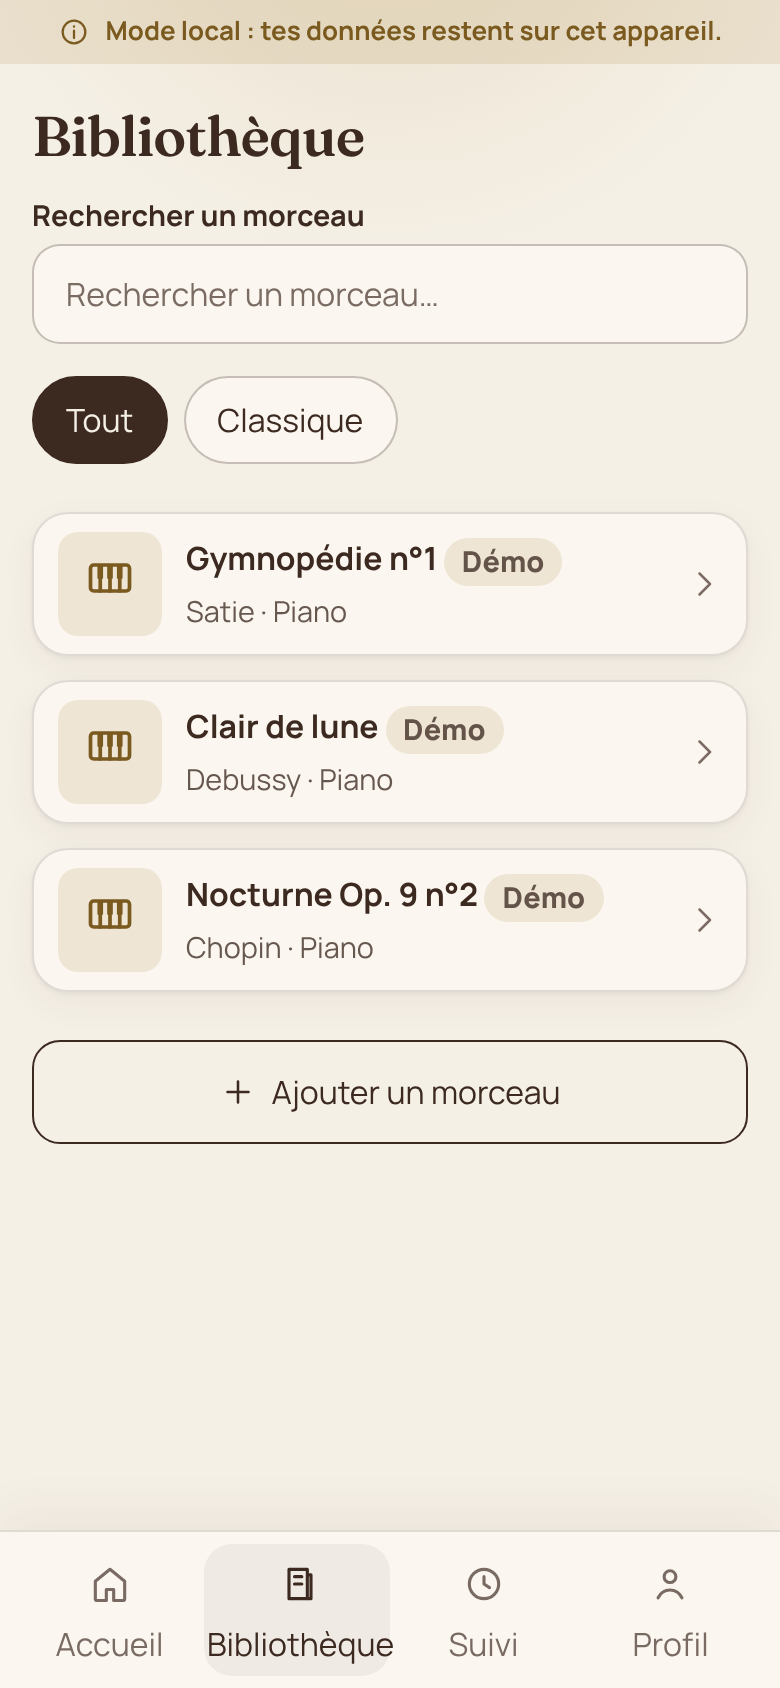 Mode local : tes données restent sur cet appareil.
Bibliothèque
Rechercher un morceau
Rechercher un morceau...
Tout
Classique
Gymnopédie n°1 Démo
Satie · Piano
Clair de lune Démo
Debussy · Piano
Nocturne Op. 9 n°2 Démo
Chopin · Piano
+ Ajouter un morceau
Accueil
Bibliothèque
Suivi
Profil